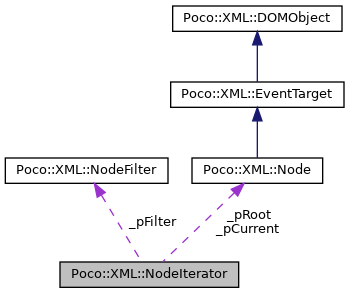 Poco::XML::DOMObject
Poco::XML::EventTarget
Poco::XML::NodeFilter
Poco::XML::Node
_pFilter
_pRoot
_pCurrent
Poco::XML::NodeIterator